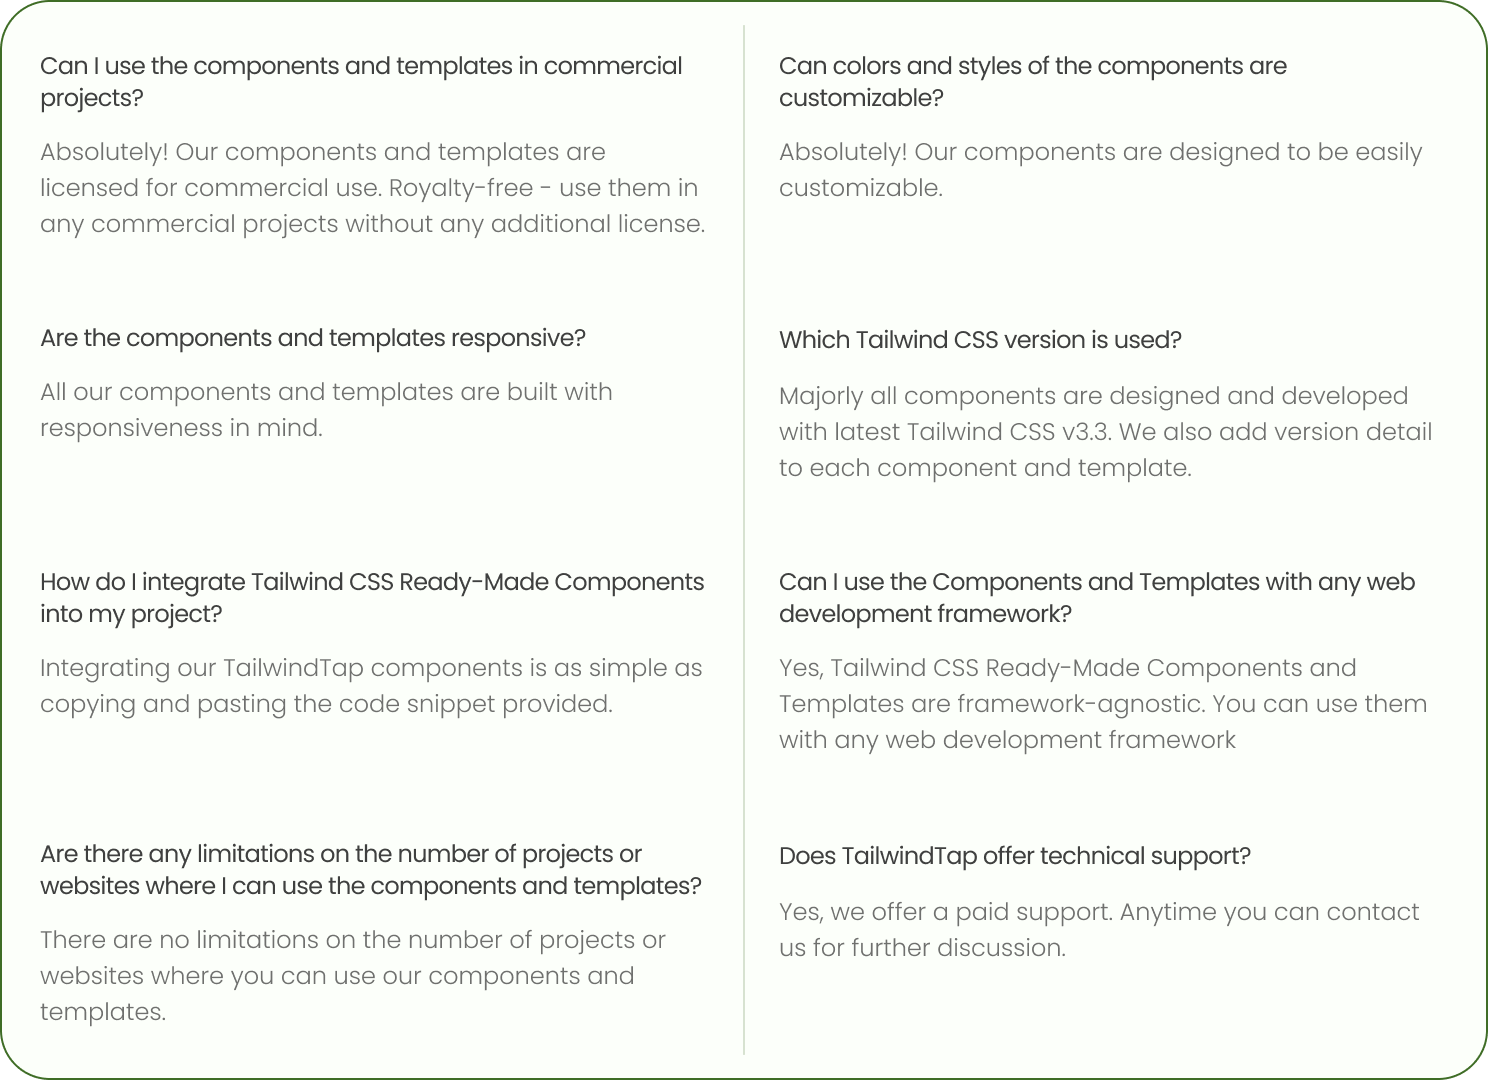 Can I use the components and templates in commercial
projects?
Absolutely! Our components and templates are
licensed for commercial use. Royalty-free - use them in
any commercial projects without any additional license.
Are the components and templates responsive?
All our components and templates are built with
responsiveness in mind.
How do I integrate Tailwind CSS Ready-Made Components
into my project?
Integrating our TailwindTap components is as simple as
copying and pasting the code snippet provided.
Are there any limitations on the number of projects or
websites where I can use the components and templates?
There are no limitations on the number of projects or
websites where you can use our components and
templates.
Can colors and styles of the components are
customizable?
Absolutely! Our components are designed to be easily
customizable.
Which Tailwind CSS version is used?
Majorly all components are designed and developed
with latest Tailwind CSS v3.3. We also add version detail
to each component and template.
Can I use the Components and Templates with any web
development framework?
Yes, Tailwind CSS Ready-Made Components and
Templates are framework-agnostic. You can use them
with any web development framework
Does TailwindTap offer technical support?
Yes, we offer a paid support. Anytime you can contact
us for further discussion.